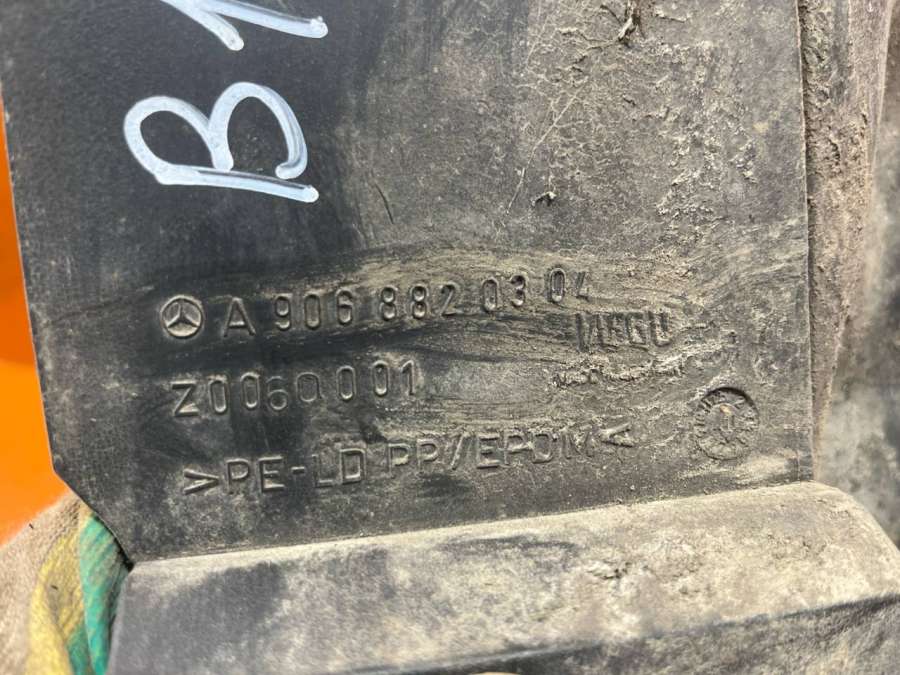 B1
A 906 882 03 04
Z0060001
>PE-LD PP/EPDM<